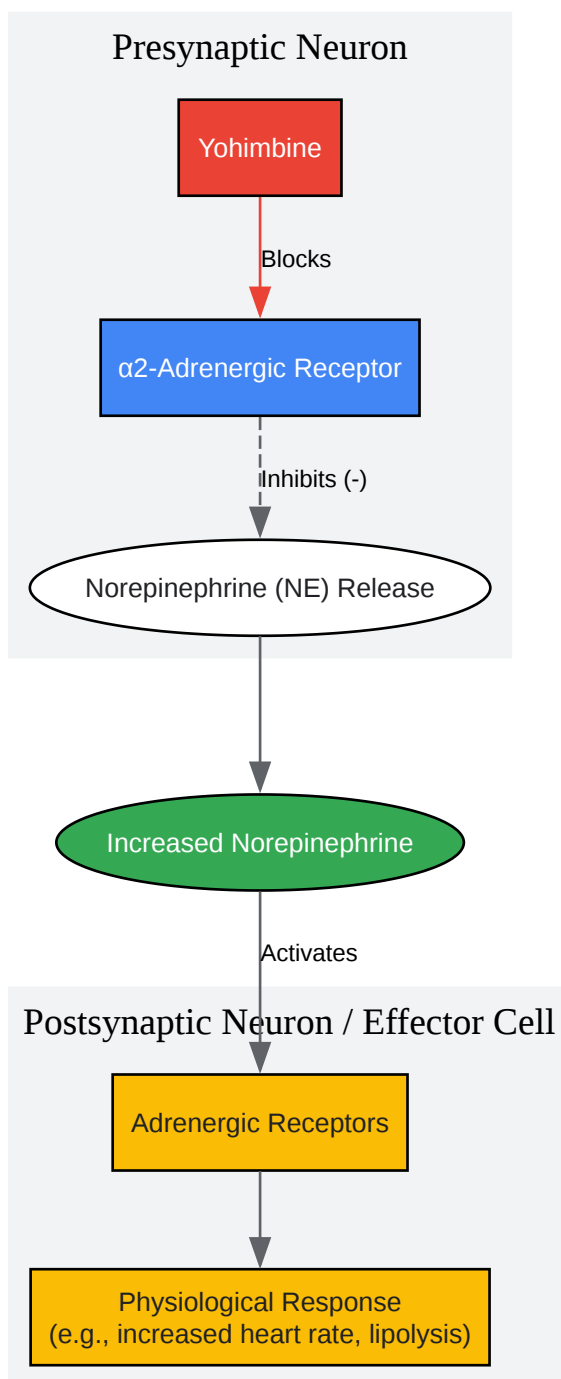 Presynaptic Neuron
Yohimbine
Blocks
α2-Adrenergic Receptor
Inhibits (-)
Norepinephrine (NE) Release
Increased Norepinephrine
Activates
Postsynaptic Neuron / Effector Cell
Adrenergic Receptors
Physiological Response
(e.g., increased heart rate, lipolysis)